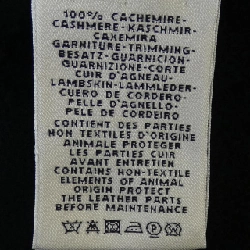 100% CACHEMIRE-
CASHMERE-KASCHMIR-
CAXEMIRA
GARNITURE-TRIMMING-
BESATZ-GUARNICION-
GUARNIZIONE-CORTE
CUIR D'AGNEAU-
LAMBSKIN-LAMMLEDER-
CUERO DE CORDERO-
PELLE D'AGNELLO-
PELE DE CORDEIRO
CONTIENT DES PARTIES
NON TEXTILES D'ORIGINE
ANIMALE PROTEGER
LES PARTIES CUIR
AVANT ENTRETIEN
CONTAINS NON-TEXTILE
ELEMENTS OF ANIMAL
ORIGIN PROTECT
THE LEATHER PARTS
BEFORE MAINTENANCE
P